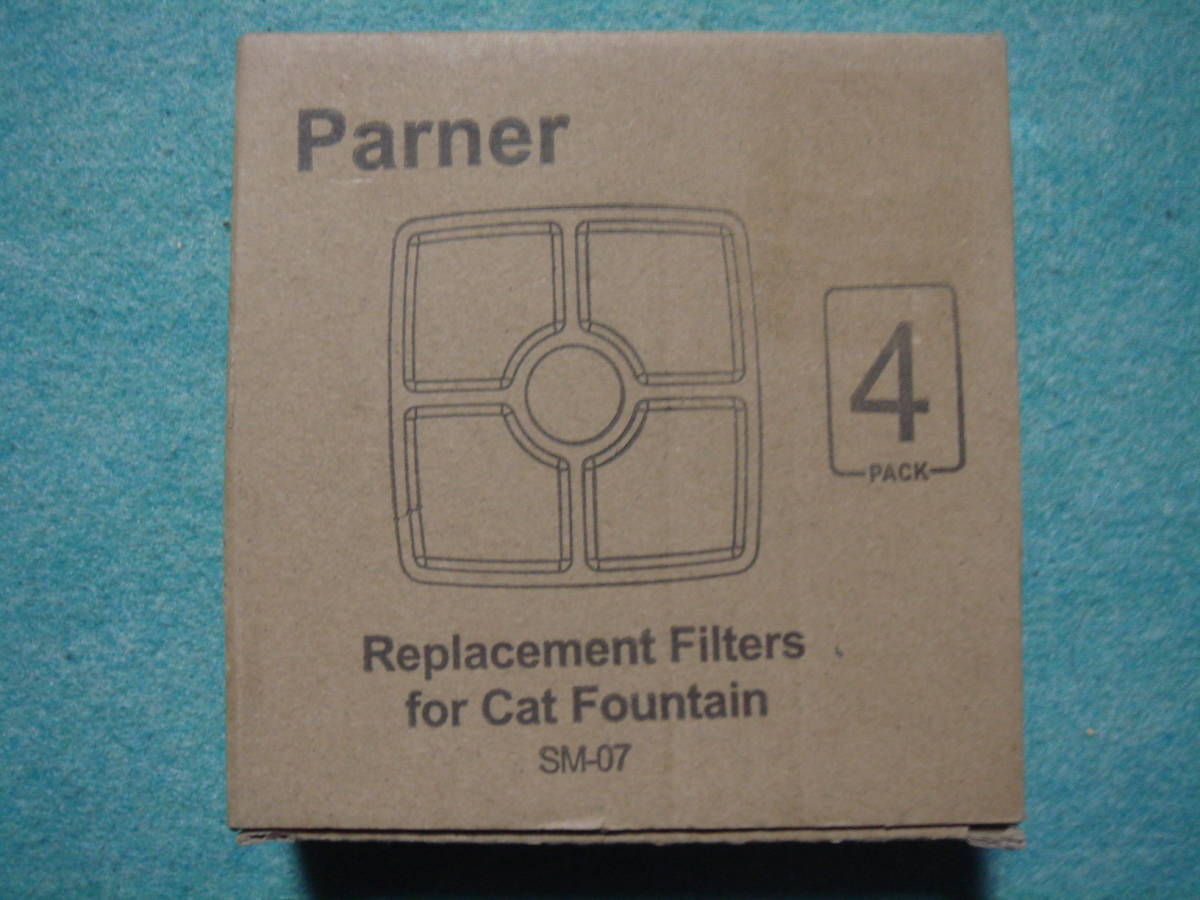 Parner
4
PACK
Replacement Filters
for Cat Fountain
SM-07